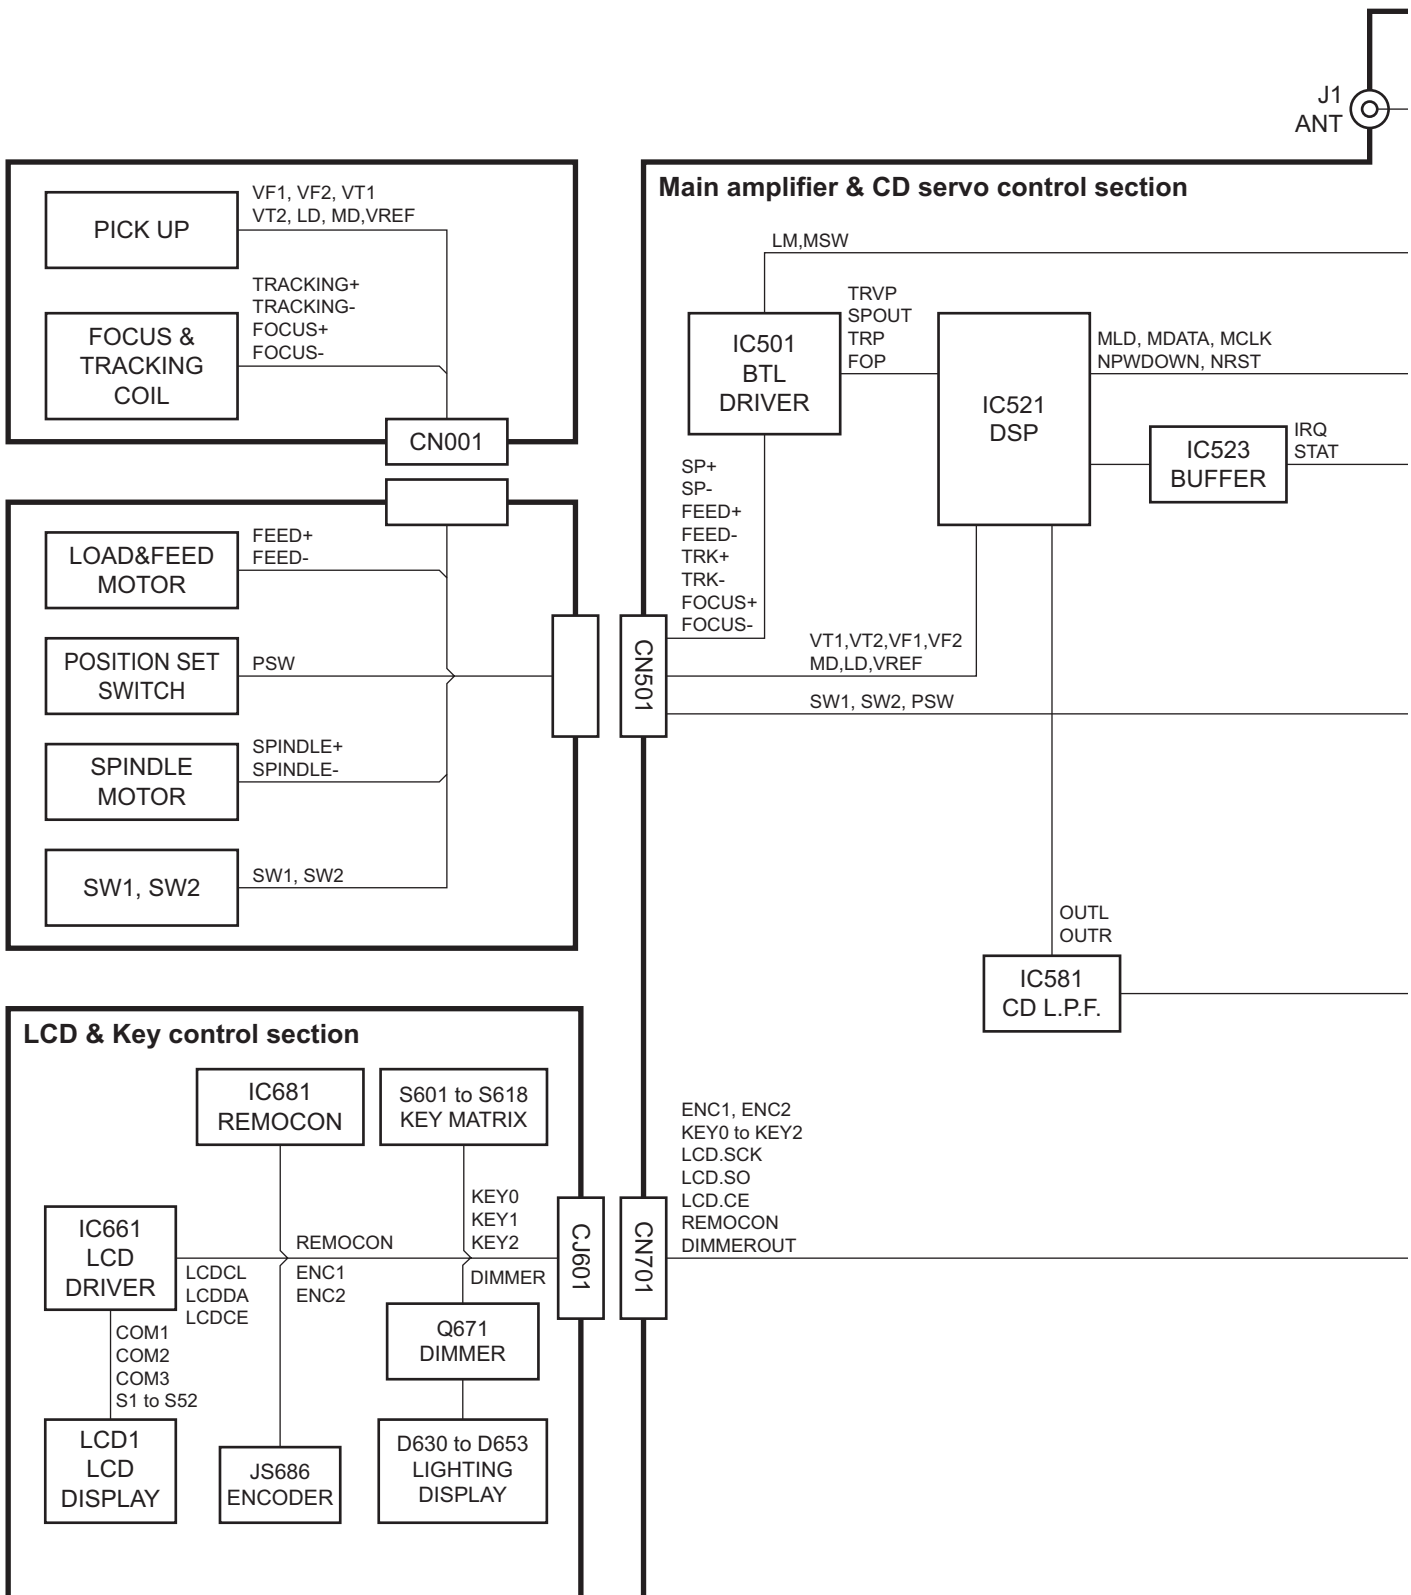 J1
ANT
VF1, VF2, VT1
VT2, LD, MD,VREF
PICK UP
TRACKING+
TRACKING-
FOCUS+
FOCUS-
FOCUS &
TRACKING
COIL
CN001
FEED+
FEED-
LOAD&FEED
MOTOR
POSITION SET
SWITCH
PSW
SPINDLE+
SPINDLE-
SPINDLE
MOTOR
SW1, SW2
SW1, SW2
Main amplifier & CD servo control section
LM,MSW
IC501
BTL
DRIVER
TRVP
SPOUT
TRP
FOP
IC521
DSP
MLD, MDATA, MCLK
NPWDOWN, NRST
IC523
BUFFER
IRQ
STAT
SP+
SP-
FEED+
FEED-
TRK+
TRK-
FOCUS+
FOCUS-
CN501
VT1,VT2,VF1,VF2
MD,LD,VREF
SW1, SW2, PSW
OUTL
OUTR
IC581
CD L.P.F.
LCD & Key control section
IC681
REMOCON
S601 to S618
KEY MATRIX
IC661
LCD
DRIVER
REMOCON
KEY0
KEY1
KEY2
LCDCL
LCDDA
LCDCE
ENC1
ENC2
DIMMER
CJ601
COM1
COM2
COM3
S1 to S52
Q671
DIMMER
LCD1
LCD
DISPLAY
JS686
ENCODER
D630 to D653
LIGHTING
DISPLAY
CN701
ENC1, ENC2
KEY0 to KEY2
LCD.SCK
LCD.SO
LCD.CE
REMOCON
DIMMEROUT